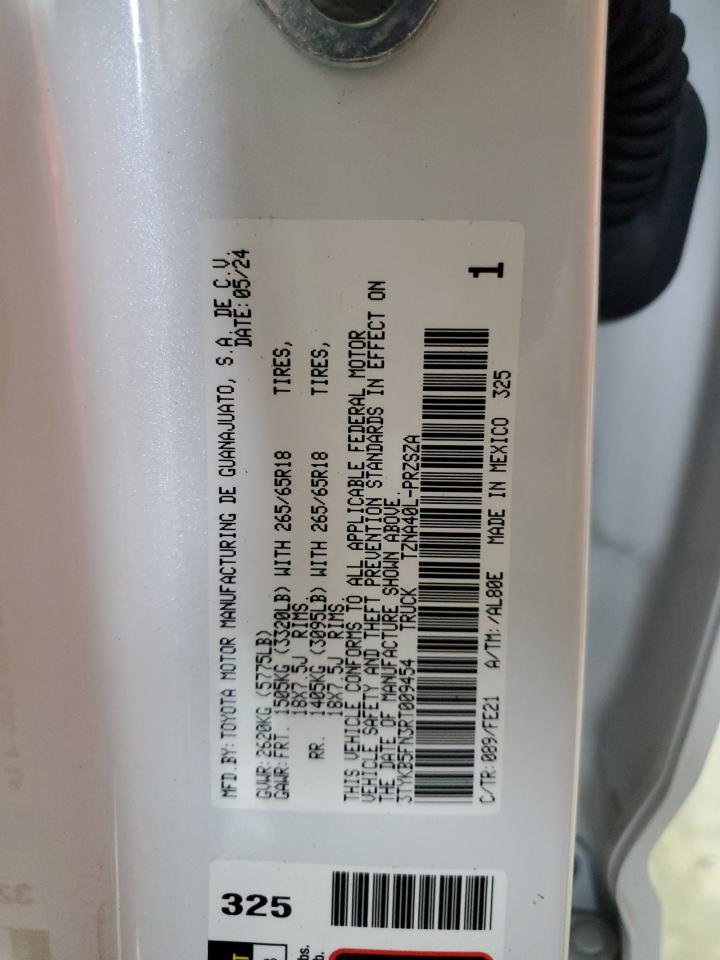 MFD.BY: TOYOTA MOTOR MANUFACTURING DE GUANAJUATO, S.A. DE C.V.
DATE: 05/24
GVWR: 2620KG (5775LB)
GAWR: FRT. 1505KG (3320LB) WITH 265/65R18 TIRES,
18X7.5J RIMS.
RR. 1405KG (3095LB) WITH 265/65R18 TIRES,
18X7.5J RIMS.
THIS VEHICLE CONFORMS TO ALL APPLICABLE FEDERAL MOTOR
VEHICLE SAFETY AND THEFT PREVENTION STANDARDS IN EFFECT ON
THE DATE OF MANUFACTURE SHOWN ABOVE.
3TYKB5FN3RT009454 TRUCK TZNA40L-PRZSZA
1
C/TR: 089/FE21 A/TM: /AL80E MADE IN MEXICO 325
325